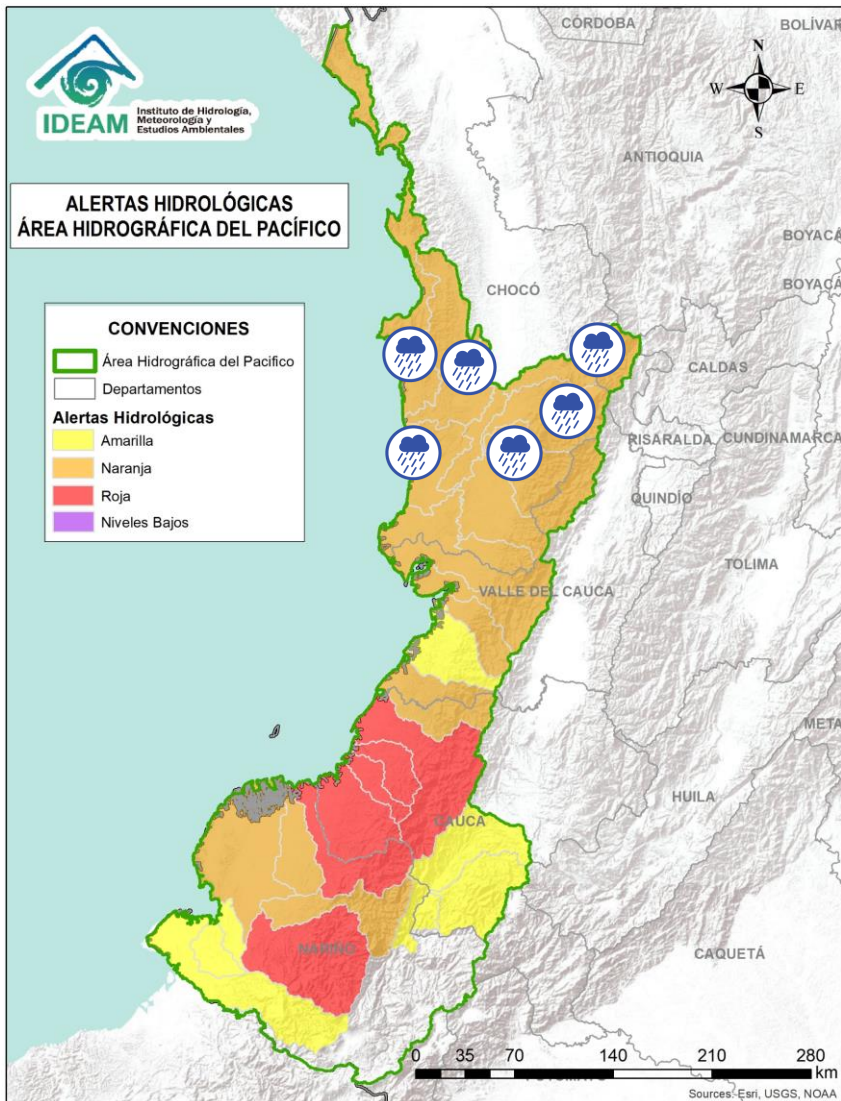 CÓRDOBA
BOLÍVAR
IDEAM
Instituto de Hidrología,
Meteorología y
Estudios Ambientales
N
W
E
S
ANTIOQUIA
ALERTAS HIDROLÓGICAS
ÁREA HIDROGRÁFICA DEL PACÍFICO
BOYACÁ
BOYACÁ
CHOCÓ
CONVENCIONES
Área Hidrográfica del Pacifico
Departamentos
Alertas Hidrológicas
Amarilla
Naranja
Roja
Niveles Bajos
CALDAS
RISARALDA
CUNDINAMARCA
QUINDÍO
TOLIMA
VALLE DEL CAUCA
META
HUILA
CAUCA
NARIÑO
CAQUETÁ
0 35 70 140 210 280
km
Sources: Esri, USGS, NOAA